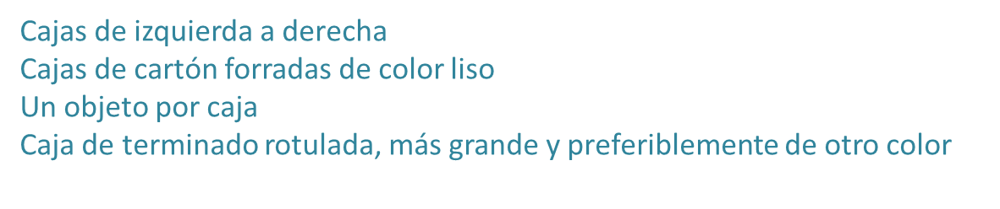 Cajas de izquierda a derecha
Cajas de cartón forradas de color liso
Un objeto por caja
Caja de terminado rotulada, más grande y preferiblemente de otro color